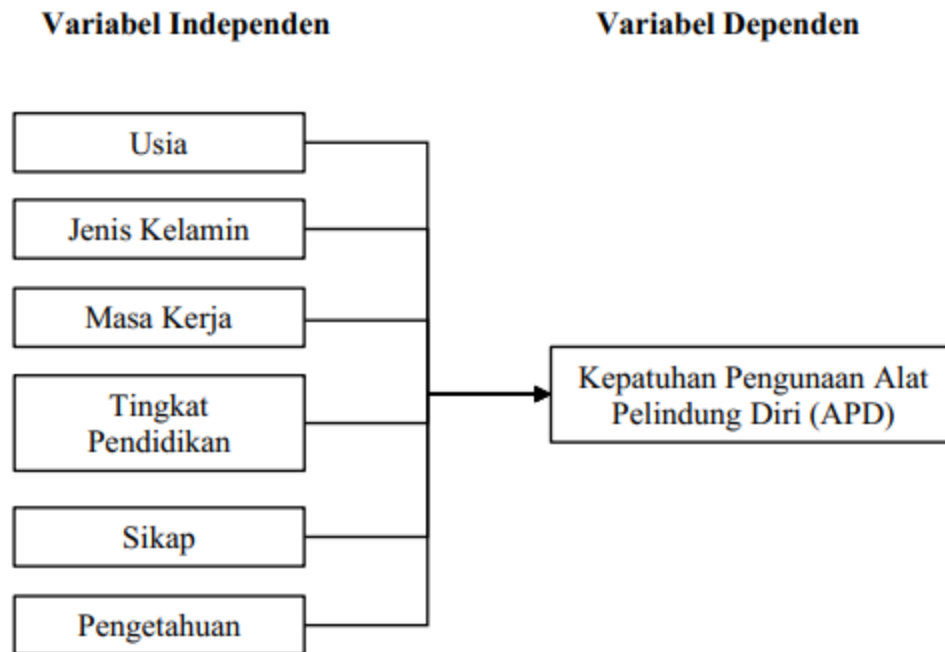 Variabel Independen
Variabel Dependen
Usia
Jenis Kelamin
Masa Kerja
Tingkat
Pendidikan
Sikap
Pengetahuan
Kepatuhan Pengunaan Alat
Pelindung Diri (APD)